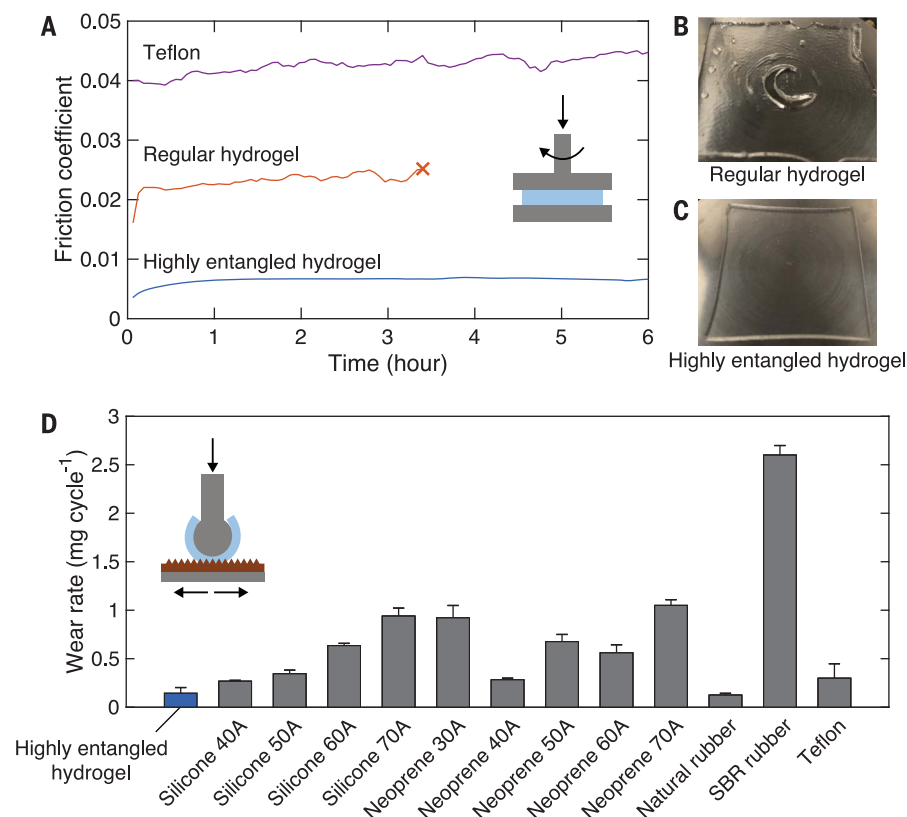 A
0.05
0.04
0.03
0.02
0.01
0
Friction coefficient
Teflon
Regular hydrogel
Highly entangled hydrogel
0
1
2
3
4
5
6
Time (hour)
B
Regular hydrogel
C
Highly entangled hydrogel
D
3
2.5
2
1.5
1
0.5
0
Wear rate (mg cycle⁻¹)
Highly entangled
hydrogel
Silicone 40A
Silicone 50A
Silicone 60A
Silicone 70A
Neoprene 30A
Neoprene 40A
Neoprene 50A
Neoprene 60A
Neoprene 70A
Natural rubber
SBR rubber
Teflon